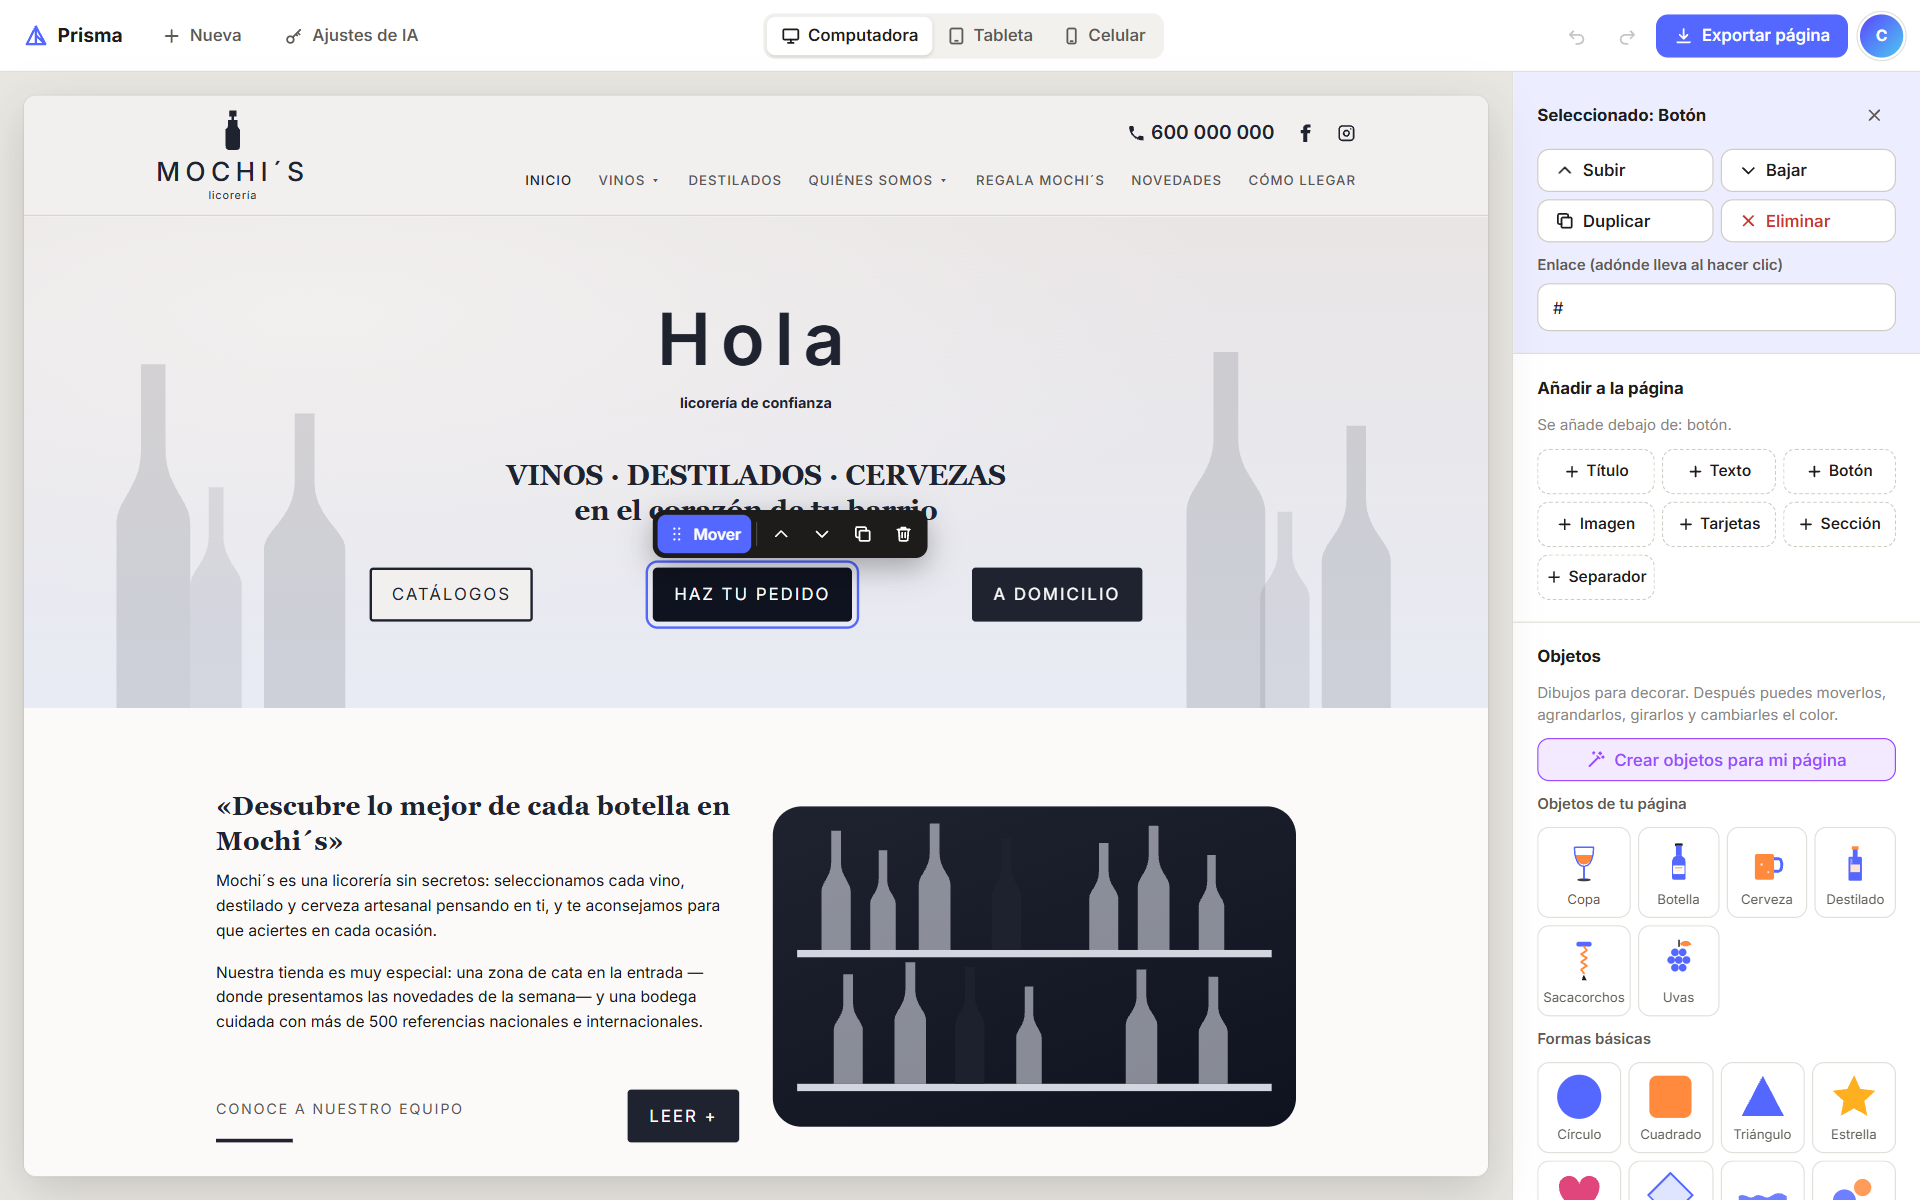 Prisma
Nueva
Ajustes de IA
Computadora
Tableta
Celular
Exportar página
C
MOCHI´S
licorería
600 000 000
INICIO
VINOS
DESTILADOS
QUIÉNES SOMOS
REGALA MOCHI´S
NOVEDADES
CÓMO LLEGAR
Hola
licorería de confianza
VINOS · DESTILADOS · CERVEZAS
en el corazón de tu barrio
Mover
CATÁLOGOS
HAZ TU PEDIDO
A DOMICILIO
«Descubre lo mejor de cada botella en
Mochi´s»
Mochi´s es una licorería sin secretos: seleccionamos cada vino,
destilado y cerveza artesanal pensando en ti, y te aconsejamos para
que aciertes en cada ocasión.
Nuestra tienda es muy especial: una zona de cata en la entrada —
donde presentamos las novedades de la semana— y una bodega
cuidada con más de 500 referencias nacionales e internacionales.
CONOCE A NUESTRO EQUIPO
LEER +
Seleccionado: Botón
Subir
Bajar
Duplicar
Eliminar
Enlace (adónde lleva al hacer clic)
#
Añadir a la página
Se añade debajo de: botón.
Título
Texto
Botón
Imagen
Tarjetas
Sección
Separador
Objetos
Dibujos para decorar. Después puedes moverlos,
agrandarlos, girarlos y cambiarles el color.
Crear objetos para mi página
Objetos de tu página
Copa
Botella
Cerveza
Destilado
Sacacorchos
Uvas
Formas básicas
Círculo
Cuadrado
Triángulo
Estrella